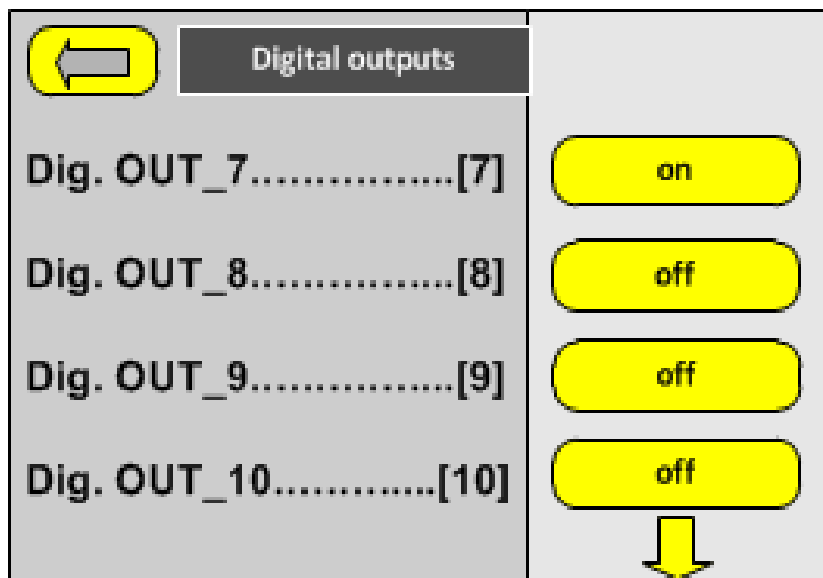 Digital outputs
Dig. OUT_7................[7] on
Dig. OUT_8................[8] off
Dig. OUT_9................[9] off
Dig. OUT_10.............[10] off